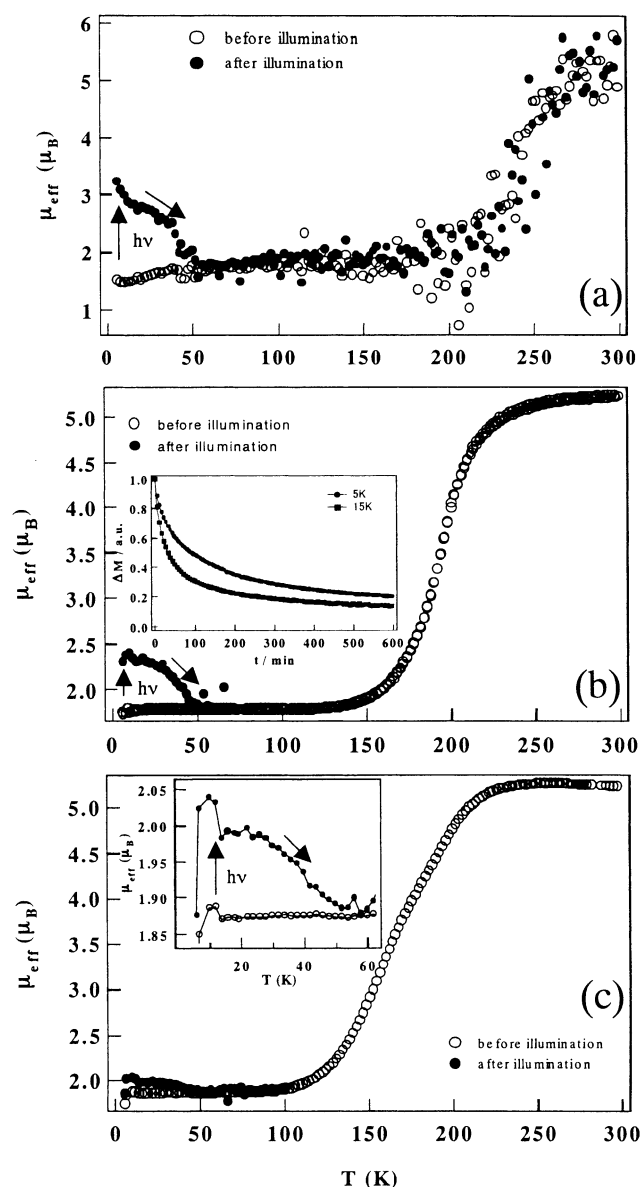 6
before illumination
after illumination
5
4
μeff (μB)
3
2
hν
1
(a)
0 50 100 150 200 250 300
5.0
before illumination
after illumination
4.5
1.0
5K
15K
0.8
4.0
0.6
ΔM / a.u.
μeff (μB)
0.4
3.5
0.2
3.0
0.0
0 100 200 300 400 500 600
t / min
2.5
hν
2.0
(b)
0 50 100 150 200 250 300
2.05
5.0
2.00
4.5
μeff (μB)
1.95
hν
4.0
1.90
μeff (μB)
1.85
3.5
20 40 60
T (K)
(c)
3.0
before illumination
after illumination
2.5
2.0
0 50 100 150 200 250 300
T (K)